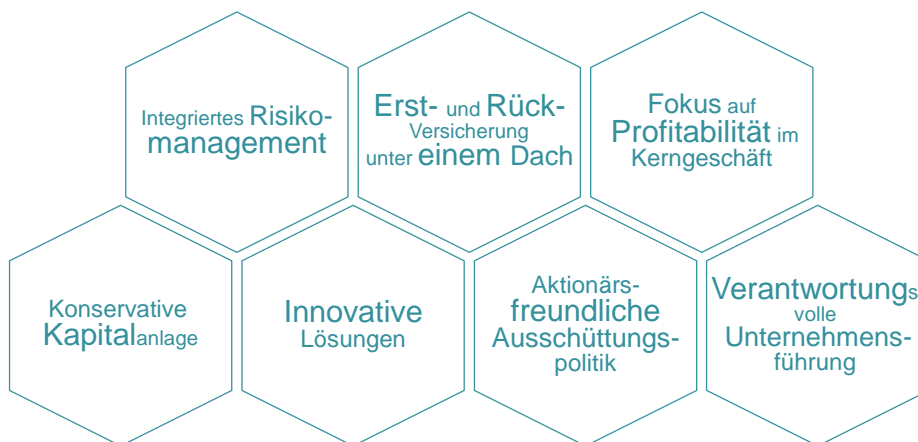 Integriertes Risiko-
management
Erst- und Rück-
Versicherung
unter einem Dach
Fokus auf
Profitabilität im
Kerngeschäft
Konservative
Kapitalanlage
Innovative
Lösungen
Aktionärs-
freundliche
Ausschüttungs-
politik
Verantwortungs
volle
Unternehmens-
führung